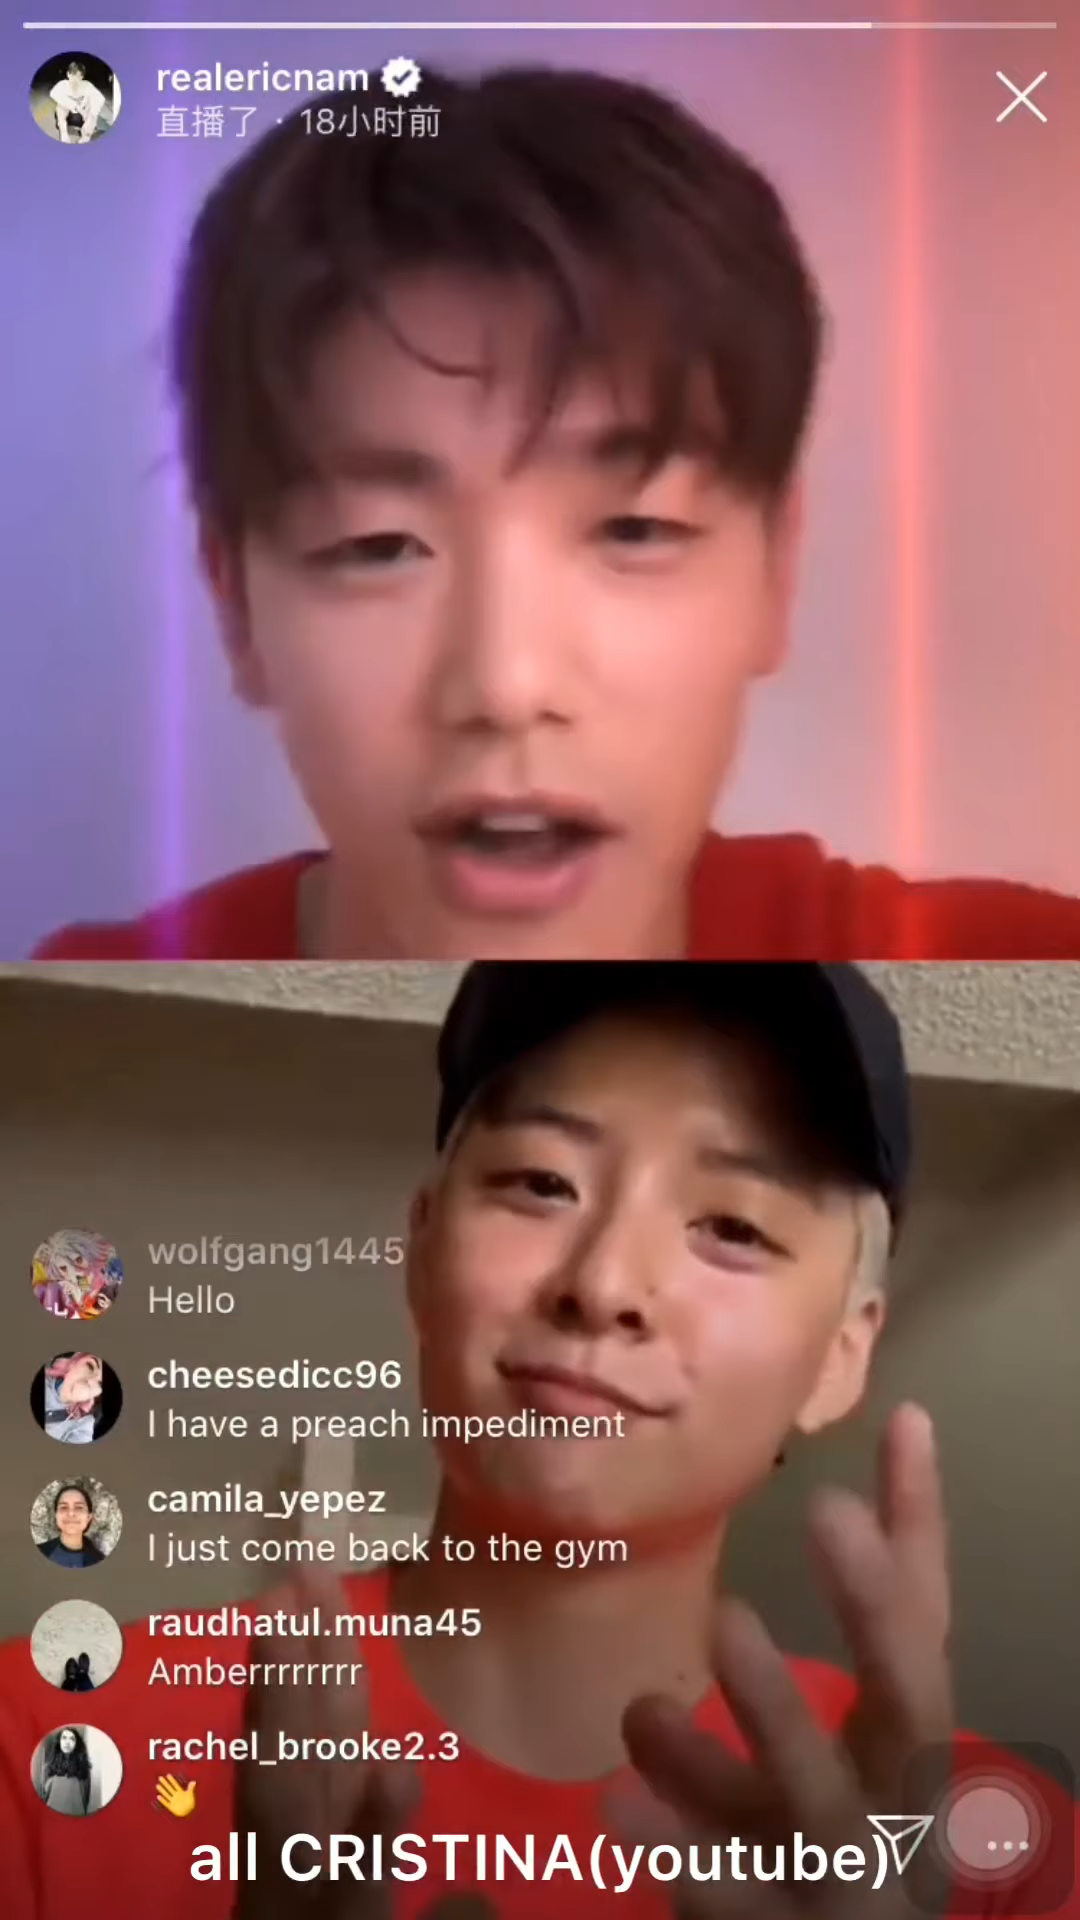 realericnam
直播了 · 18小时前
wolfgang1445
Hello
cheesedicc96
I have a preach impediment
camila_yepez
I just come back to the gym
raudhatul.muna45
Amberrrrrrrr
rachel_brooke2.3
👋
all CRISTINA(youtube)